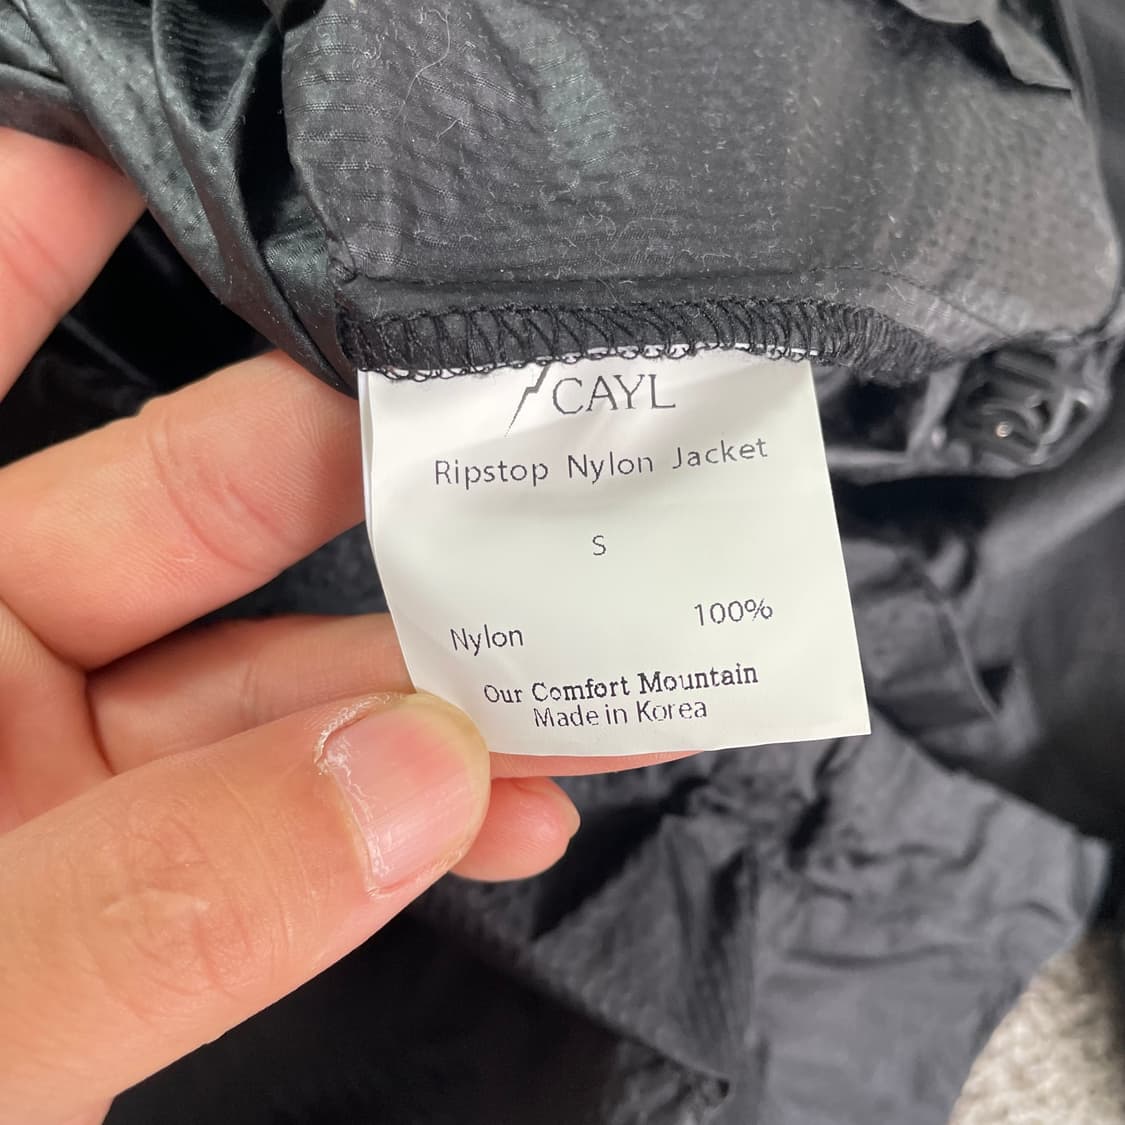 CAYL
Ripstop Nylon Jacket
S
Nylon 100%
Our Comfort Mountain
Made in Korea